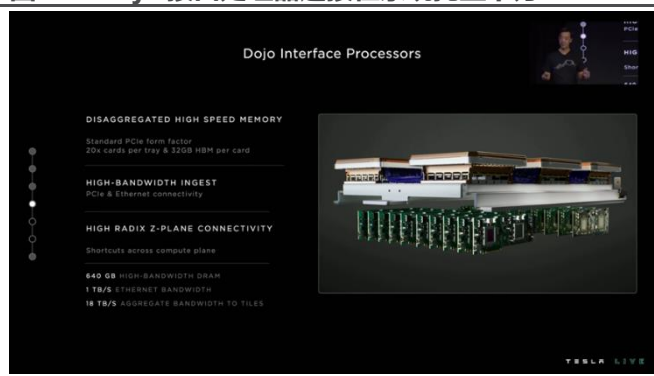 Dojo Interface Processors
DISAGGREGATED HIGH SPEED MEMORY
Standard PCIe form factor
20x cards per tray & 32GB HBM per card
HIGH-BANDWIDTH INGEST
PCIe & Ethernet connectivity
HIGH RADIX Z-PLANE CONNECTIVITY
Shortcuts across compute plane
640 GB HIGH-BANDWIDTH DRAM
1 TB/S ETHERNET BANDWIDTH
18 TB/S AGGREGATE BANDWIDTH TO TILES
TESLA LIVE